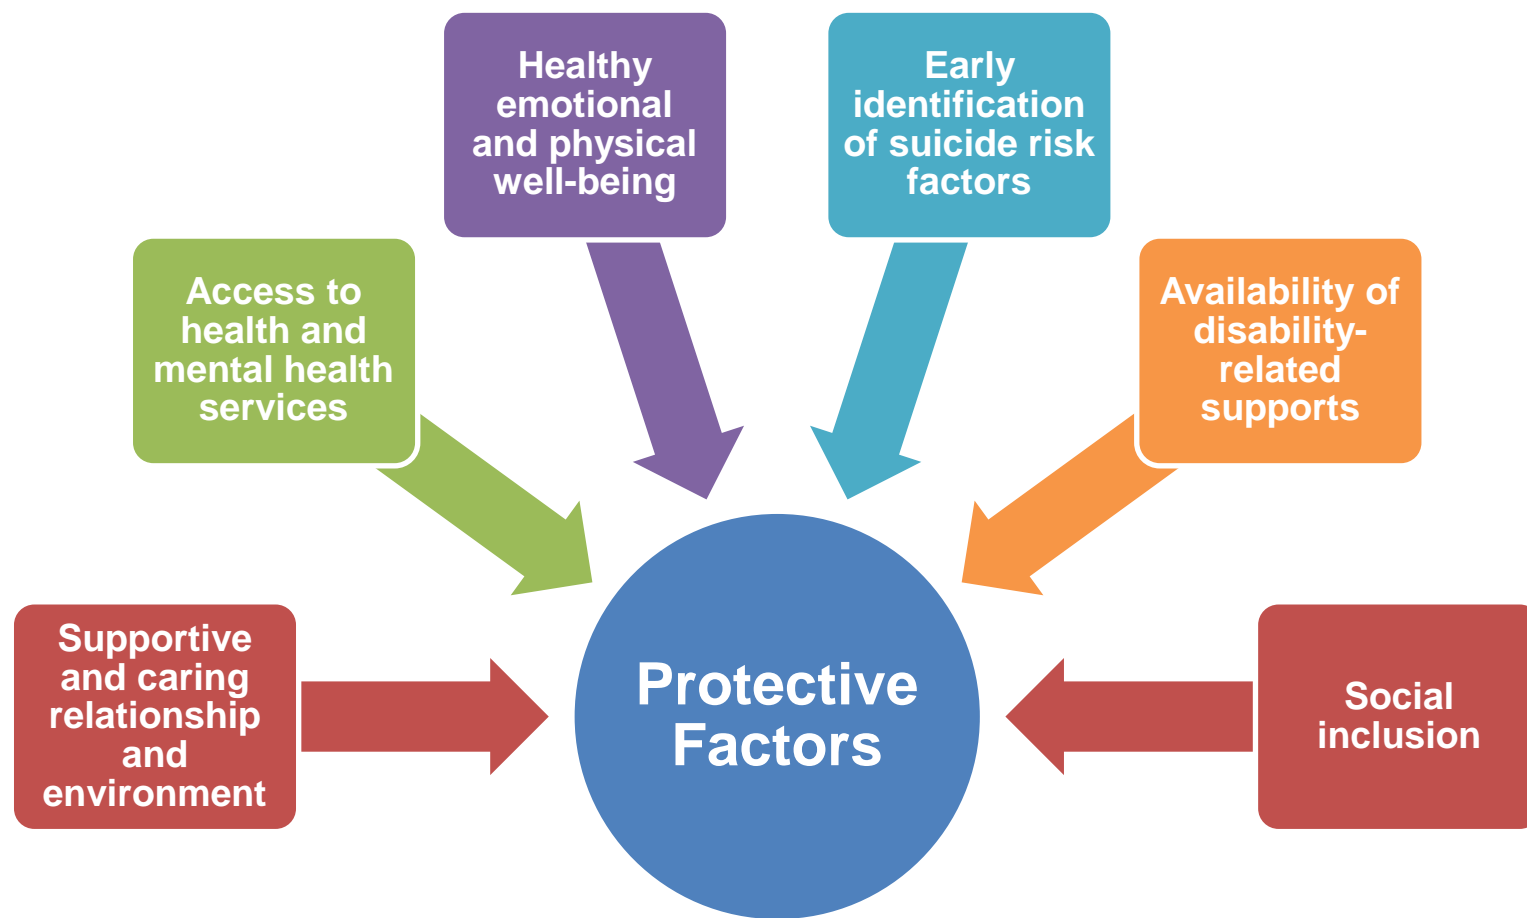 Healthy
emotional
and physical
well-being
Early
identification
of suicide risk
factors
Access to
health and
mental health
services
Availability of
disability-
related
supports
Supportive
and caring
relationship
and
environment
Protective
Factors
Social
inclusion